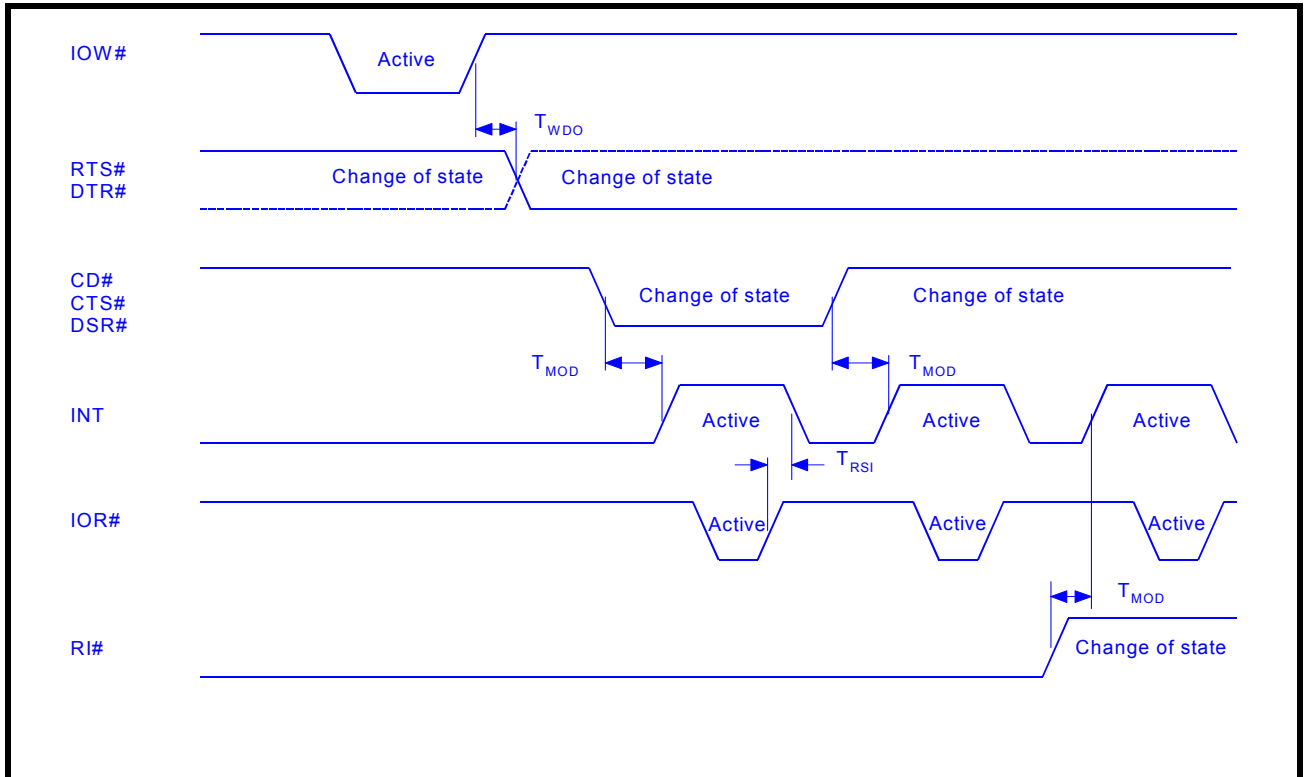 IOW#
Active
TWDO
RTS#
DTR#
Change of state
Change of state
CD#
CTS#
DSR#
Change of state
Change of state
TMOD
TMOD
INT
Active
Active
Active
TRSI
IOR#
Active
Active
Active
TMOD
RI#
Change of state